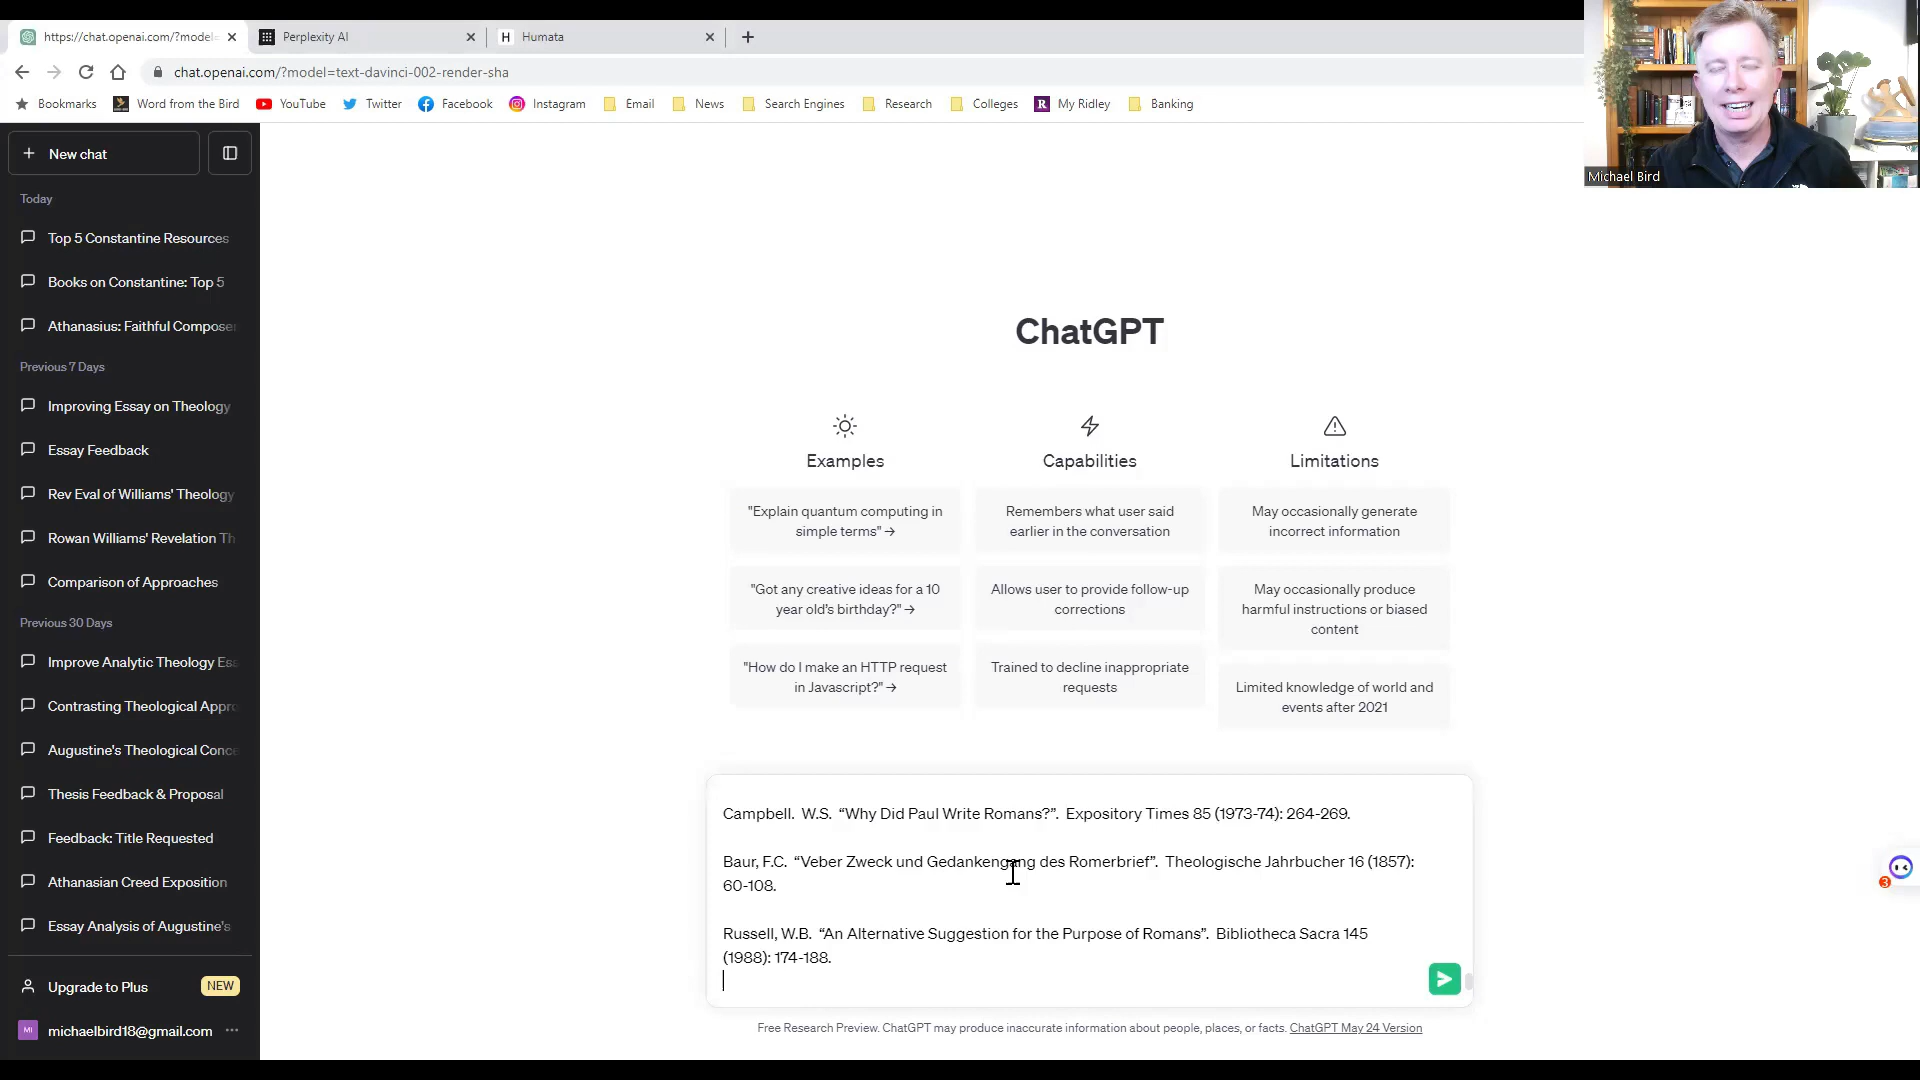 https://chat.openai.com/?model=
Perplexity AI
Humata
chat.openai.com/?model=text-davinci-002-render-sha
Bookmarks
Word from the Bird
YouTube
Twitter
Facebook
Instagram
Email
News
Search Engines
Research
Colleges
My Ridley
Banking
Michael Bird
New chat
Today
Top 5 Constantine Resources
Books on Constantine: Top 5
Athanasius: Faithful Compose
Previous 7 Days
Improving Essay on Theology
Essay Feedback
Rev Eval of Williams' Theology
Rowan Williams' Revelation Th
Comparison of Approaches
Previous 30 Days
Improve Analytic Theology Ess
Contrasting Theological Appro
Augustine's Theological Conce
Thesis Feedback & Proposal
Feedback: Title Requested
Athanasian Creed Exposition
Essay Analysis of Augustine's
Upgrade to Plus NEW
MI michaelbird18@gmail.com
ChatGPT
Examples
"Explain quantum computing in
simple terms" →
"Got any creative ideas for a 10
year old's birthday?" →
"How do I make an HTTP request
in Javascript?" →
Capabilities
Remembers what user said
earlier in the conversation
Allows user to provide follow-up
corrections
Trained to decline inappropriate
requests
Limitations
May occasionally generate
incorrect information
May occasionally produce
harmful instructions or biased
content
Limited knowledge of world and
events after 2021
Campbell. W.S. “Why Did Paul Write Romans?”. Expository Times 85 (1973-74): 264-269.
Baur, F.C. “Veber Zweck und Gedankengang des Romerbrief”. Theologische Jahrbucher 16 (1857):
60-108.
Russell, W.B. “An Alternative Suggestion for the Purpose of Romans”. Bibliotheca Sacra 145
(1988): 174-188.
3
Free Research Preview. ChatGPT may produce inaccurate information about people, places, or facts. ChatGPT May 24 Version